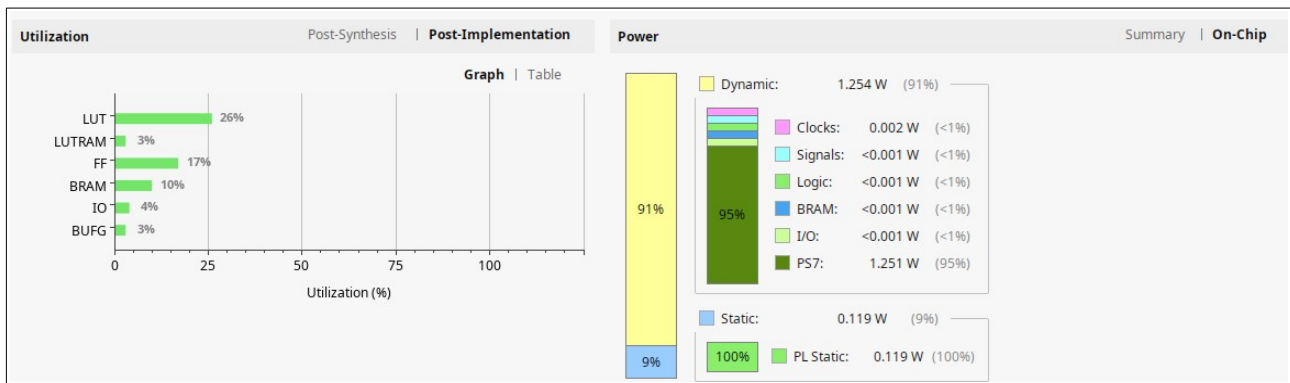 Utilization
Post-Synthesis | Post-Implementation
Graph | Table
LUT 26%
LUTRAM 3%
FF 17%
BRAM 10%
IO 4%
BUFG 3%
0 25 50 75 100
Utilization (%)
Power
Summary | On-Chip
91%
9%
Dynamic: 1.254 W (91%)
95%
Clocks: 0.002 W (<1%)
Signals: <0.001 W (<1%)
Logic: <0.001 W (<1%)
BRAM: <0.001 W (<1%)
I/O: <0.001 W (<1%)
PS7: 1.251 W (95%)
Static: 0.119 W (9%)
100% PL Static: 0.119 W (100%)